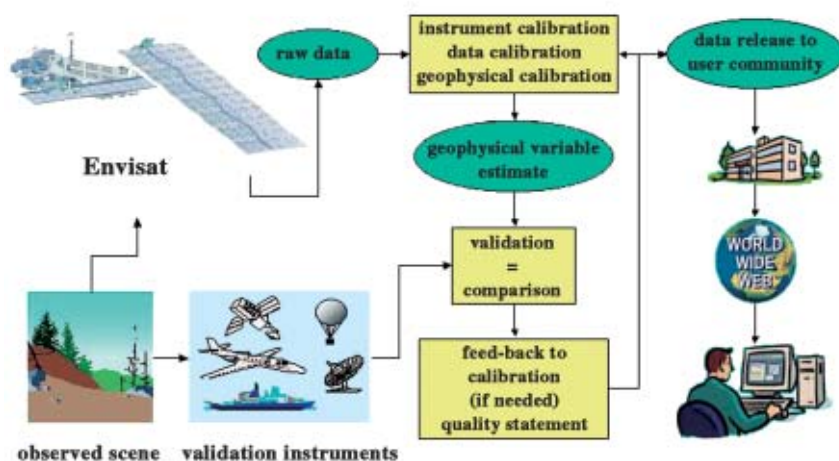 Envisat
raw data
instrument calibration
data calibration
geophysical calibration
data release to
user community
geophysical variable
estimate
validation
=
comparison
feed-back to
calibration
(if needed)
quality statement
WORLD
WIDE
WEB
observed scene
validation instruments